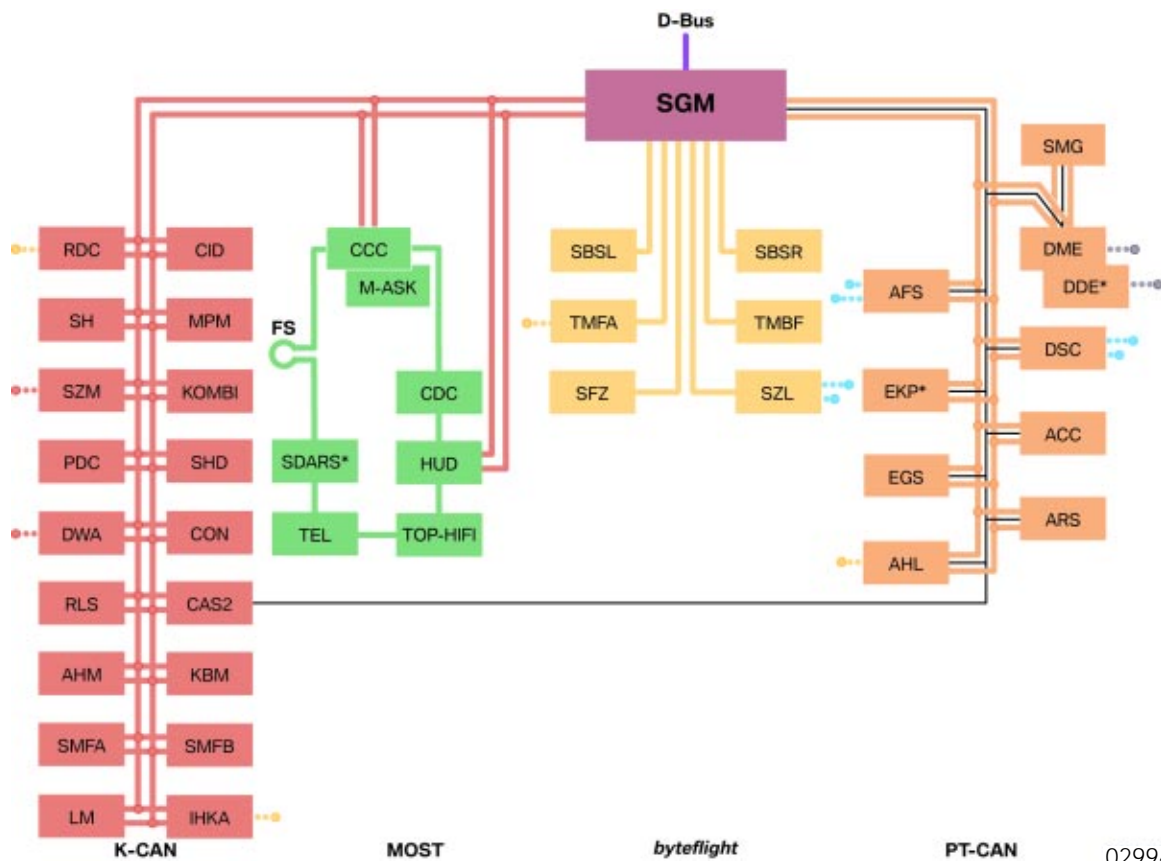 D-Bus
SGM
SMG
RDC
CID
CCC
SBSL
SBSR
DME
M-ASK
AFS
DDE*
SH
MPM
FS
TMFA
TMBF
DSC
SZM
KOMBI
CDC
SFZ
SZL
EKP*
ACC
PDC
SHD
SDARS*
HUD
EGS
ARS
DWA
CON
TEL
TOP-HIFI
AHL
RLS
CAS2
AHM
KBM
SMFA
SMFB
LM
IHKA
K-CAN
MOST
byteflight
PT-CAN